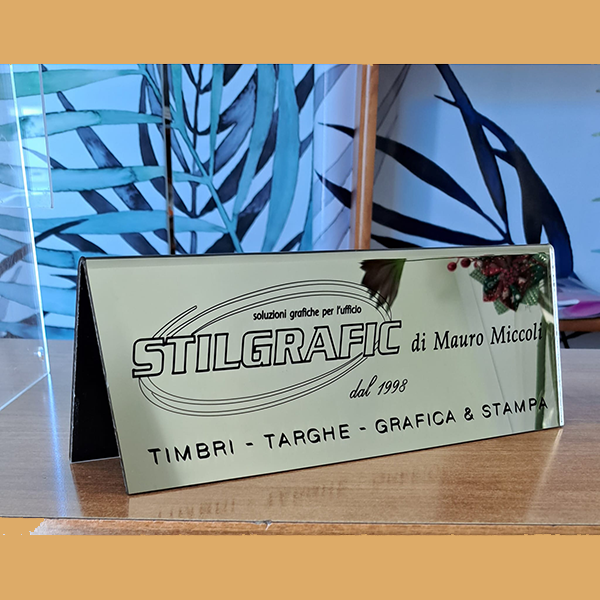 soluzioni grafiche per l'ufficio
STILGRAFIC di Mauro Miccoli
dal 1998
TIMBRI - TARGHE - GRAFICA & STAMPA